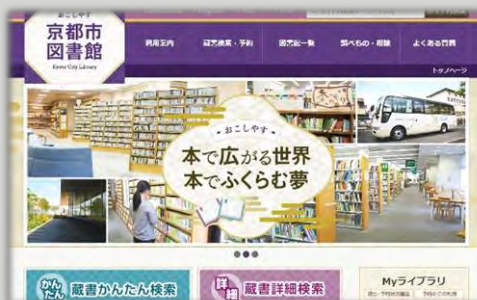 おこしやす
京都市
図書館
Kyoto City Library
利用案内
蔵書検索・予約
図書館一覧
調べもの・相談
よくある質問
トップページ
おこしやす
本で広がる世界
本でふくらむ夢
かんたん 蔵書かんたん検索
詳細 蔵書詳細検索
Myライブラリ